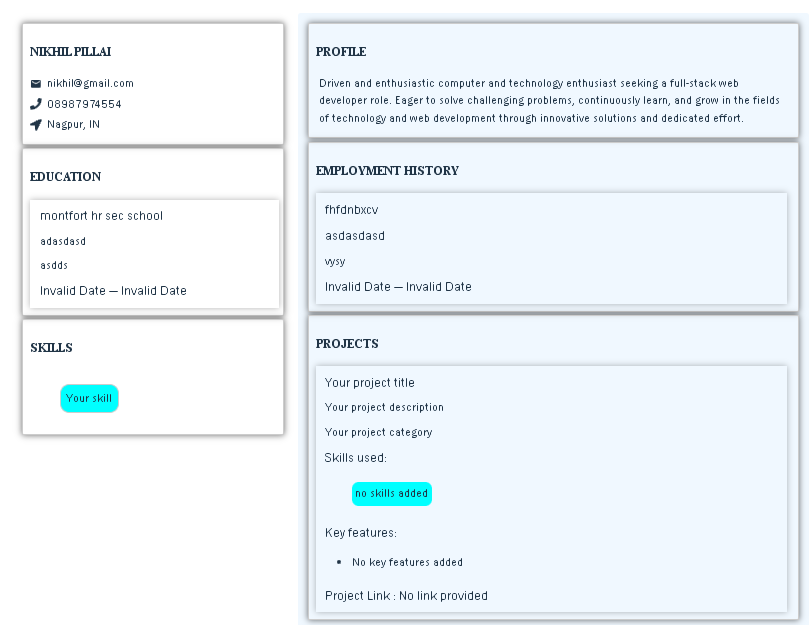 NIKHIL PILLAI
nikhil@gmail.com
08987974554
Nagpur, IN
EDUCATION
montfort hr sec school
adasdasd
asdds
Invalid Date — Invalid Date
SKILLS
Your skill
PROFILE
Driven and enthusiastic computer and technology enthusiast seeking a full-stack web
developer role. Eager to solve challenging problems, continuously learn, and grow in the fields
of technology and web development through innovative solutions and dedicated effort.
EMPLOYMENT HISTORY
fhfdnbxcv
asdasdasd
vysy
Invalid Date — Invalid Date
PROJECTS
Your project title
Your project description
Your project category
Skills used:
no skills added
Key features:
• No key features added
Project Link : No link provided